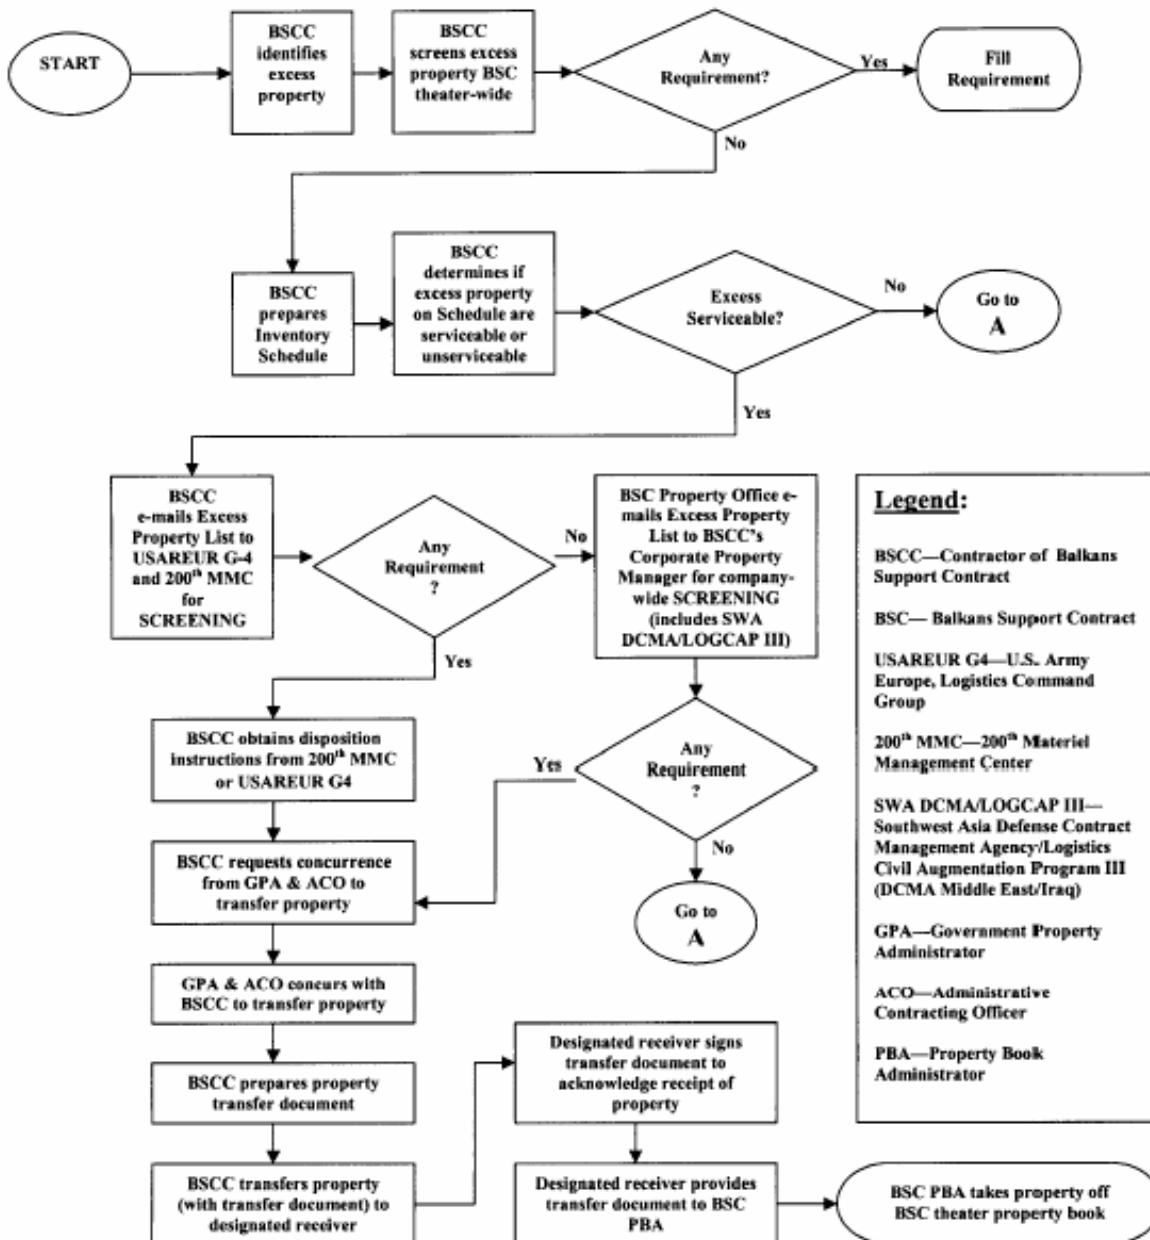 START
BSCC
identifies
excess
property
BSCC
screens excess
property BSC
theater-wide
Any
Requirement?
Yes
Fill
Requirement
No
BSCC
prepares
Inventory
Schedule
BSCC
determines if
excess property
on Schedule are
serviceable or
unserviceable
Excess
Serviceable?
No
Go to
A
Yes
BSCC
e-mails Excess
Property List to
USAREUR G-4
and 200th MMC
for
SCREENING
Any
Requirement
?
No
BSC Property Office e-
mails Excess Property
List to BSCC's
Corporate Property
Manager for company-
wide SCREENING
(includes SWA
DCMA/LOGCAP III)
Yes
BSCC obtains disposition
instructions from 200th MMC
or USAREUR G4
Any
Requirement
?
Yes
No
Go to
A
BSCC requests concurrence
from GPA & ACO to
transfer property
GPA & ACO concurs with
BSCC to transfer property
BSCC prepares property
transfer document
BSCC transfers property
(with transfer document) to
designated receiver
Designated receiver signs
transfer document to
acknowledge receipt of
property
Designated receiver provides
transfer document to BSC
PBA
BSC PBA takes property off
BSC theater property book
Legend:
BSCC—Contractor of Balkans
Support Contract
BSC— Balkans Support Contract
USAREUR G4—U.S. Army
Europe, Logistics Command
Group
200th MMC—200th Materiel
Management Center
SWA DCMA/LOGCAP III—
Southwest Asia Defense Contract
Management Agency/Logistics
Civil Augmentation Program III
(DCMA Middle East/Iraq)
GPA—Government Property
Administrator
ACO—Administrative
Contracting Officer
PBA—Property Book
Administrator